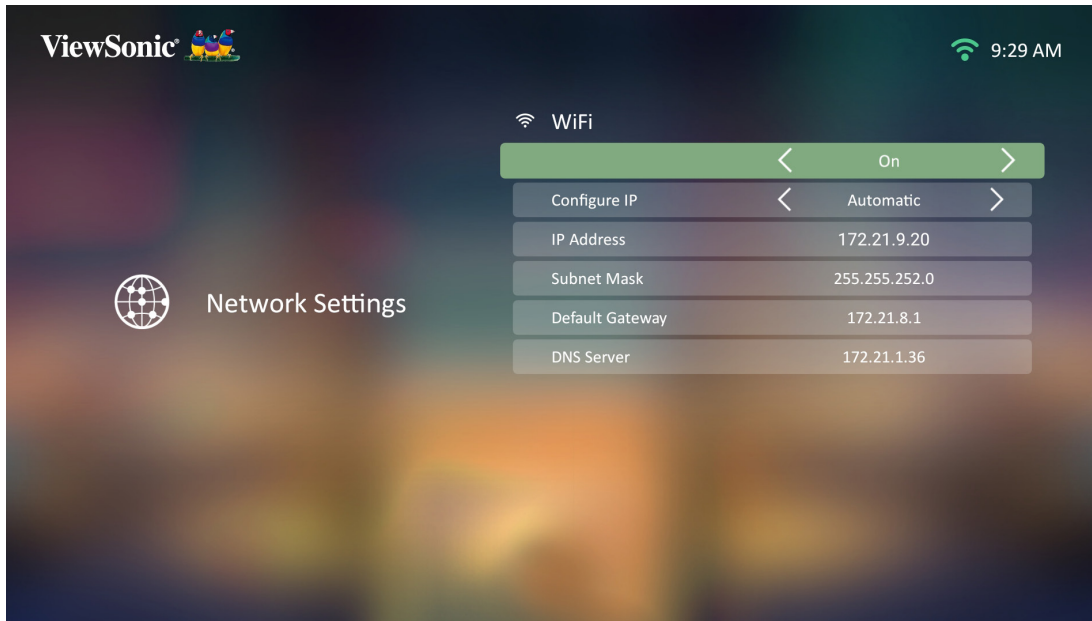 ViewSonic®
9:29 AM
WiFi
On
Configure IP Automatic
IP Address 172.21.9.20
Subnet Mask 255.255.252.0
Network Settings
Default Gateway 172.21.8.1
DNS Server 172.21.1.36